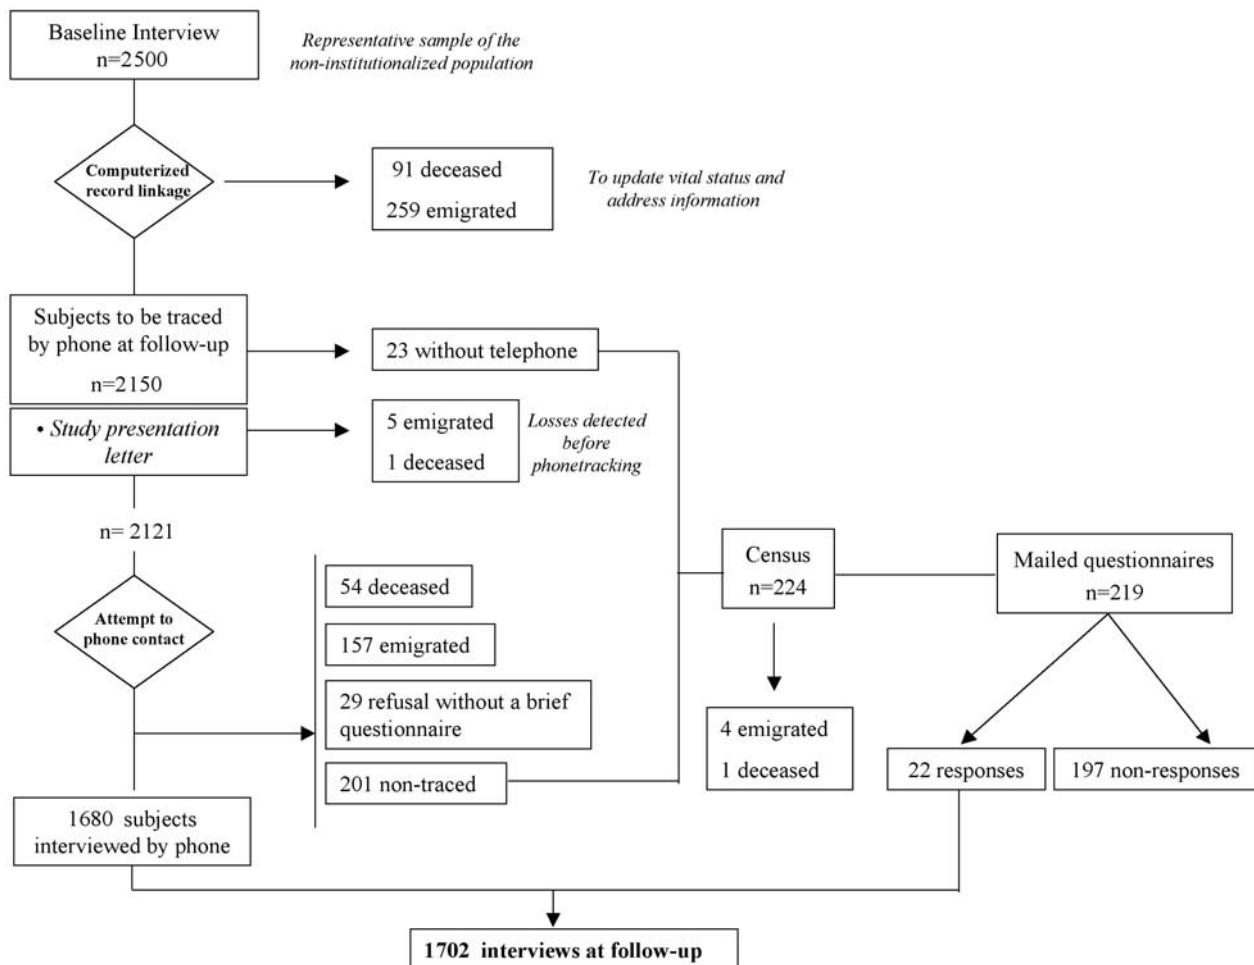 Baseline Interview
n=2500
Representative sample of the
non-institutionalized population
Computerized
record linkage
91 deceased
259 emigrated
To update vital status and
address information
Subjects to be traced
by phone at follow-up
n=2150
23 without telephone
• Study presentation
letter
5 emigrated
1 deceased
Losses detected
before
phonetracking
n= 2121
Attempt to
phone contact
54 deceased
157 emigrated
29 refusal without a brief
questionnaire
201 non-traced
Census
n=224
Mailed questionnaires
n=219
4 emigrated
1 deceased
22 responses
197 non-responses
1680 subjects
interviewed by phone
1702 interviews at follow-up